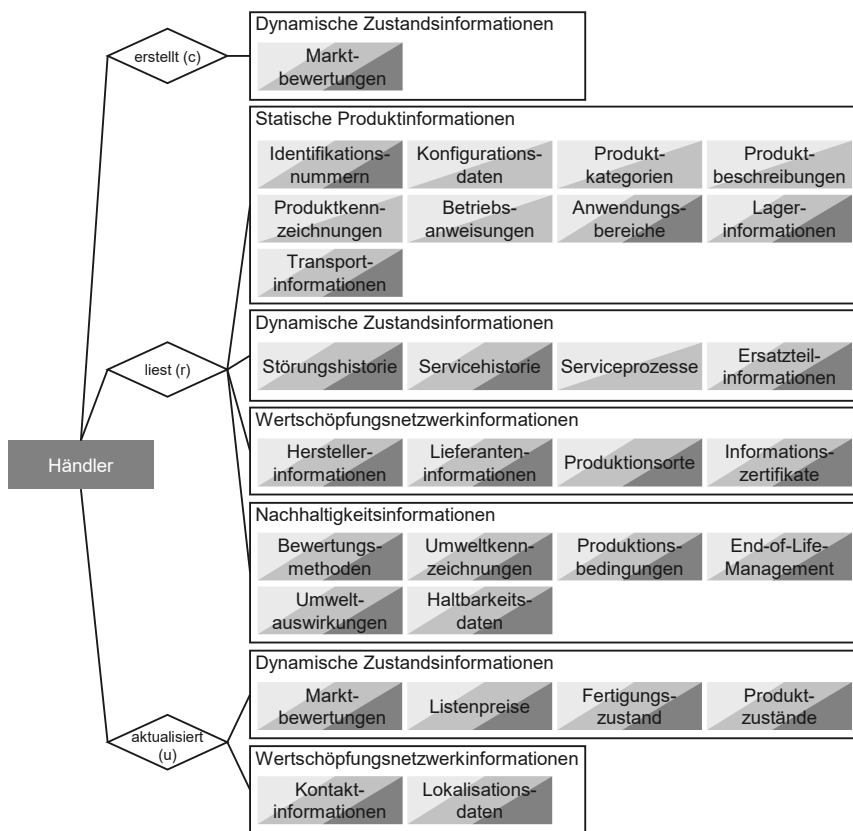 Dynamische Zustandsinformationen
erstellt (c)
Markt-
bewertungen
Statische Produktinformationen
Identifikations-
nummern
Konfigurations-
daten
Produkt-
kategorien
Produkt-
beschreibungen
Produktkenn-
zeichnungen
Betriebs-
anweisungen
Anwendungs-
bereiche
Lager-
informationen
Transport-
informationen
liest (r)
Dynamische Zustandsinformationen
Störungshistorie
Servicehistorie
Serviceprozesse
Ersatzteil-
informationen
Wertschöpfungsnetzwerkinformationen
Händler
Hersteller-
informationen
Lieferanten-
informationen
Produktionsorte
Informations-
zertifikate
Nachhaltigkeitsinformationen
Bewertungs-
methoden
Umweltkenn-
zeichnungen
Produktions-
bedingungen
End-of-Life-
Management
Umwelt-
auswirkungen
Haltbarkeits-
daten
aktualisiert
(u)
Dynamische Zustandsinformationen
Markt-
bewertungen
Listenpreise
Fertigungs-
zustand
Produkt-
zustände
Wertschöpfungsnetzwerkinformationen
Kontakt-
informationen
Lokalisations-
daten